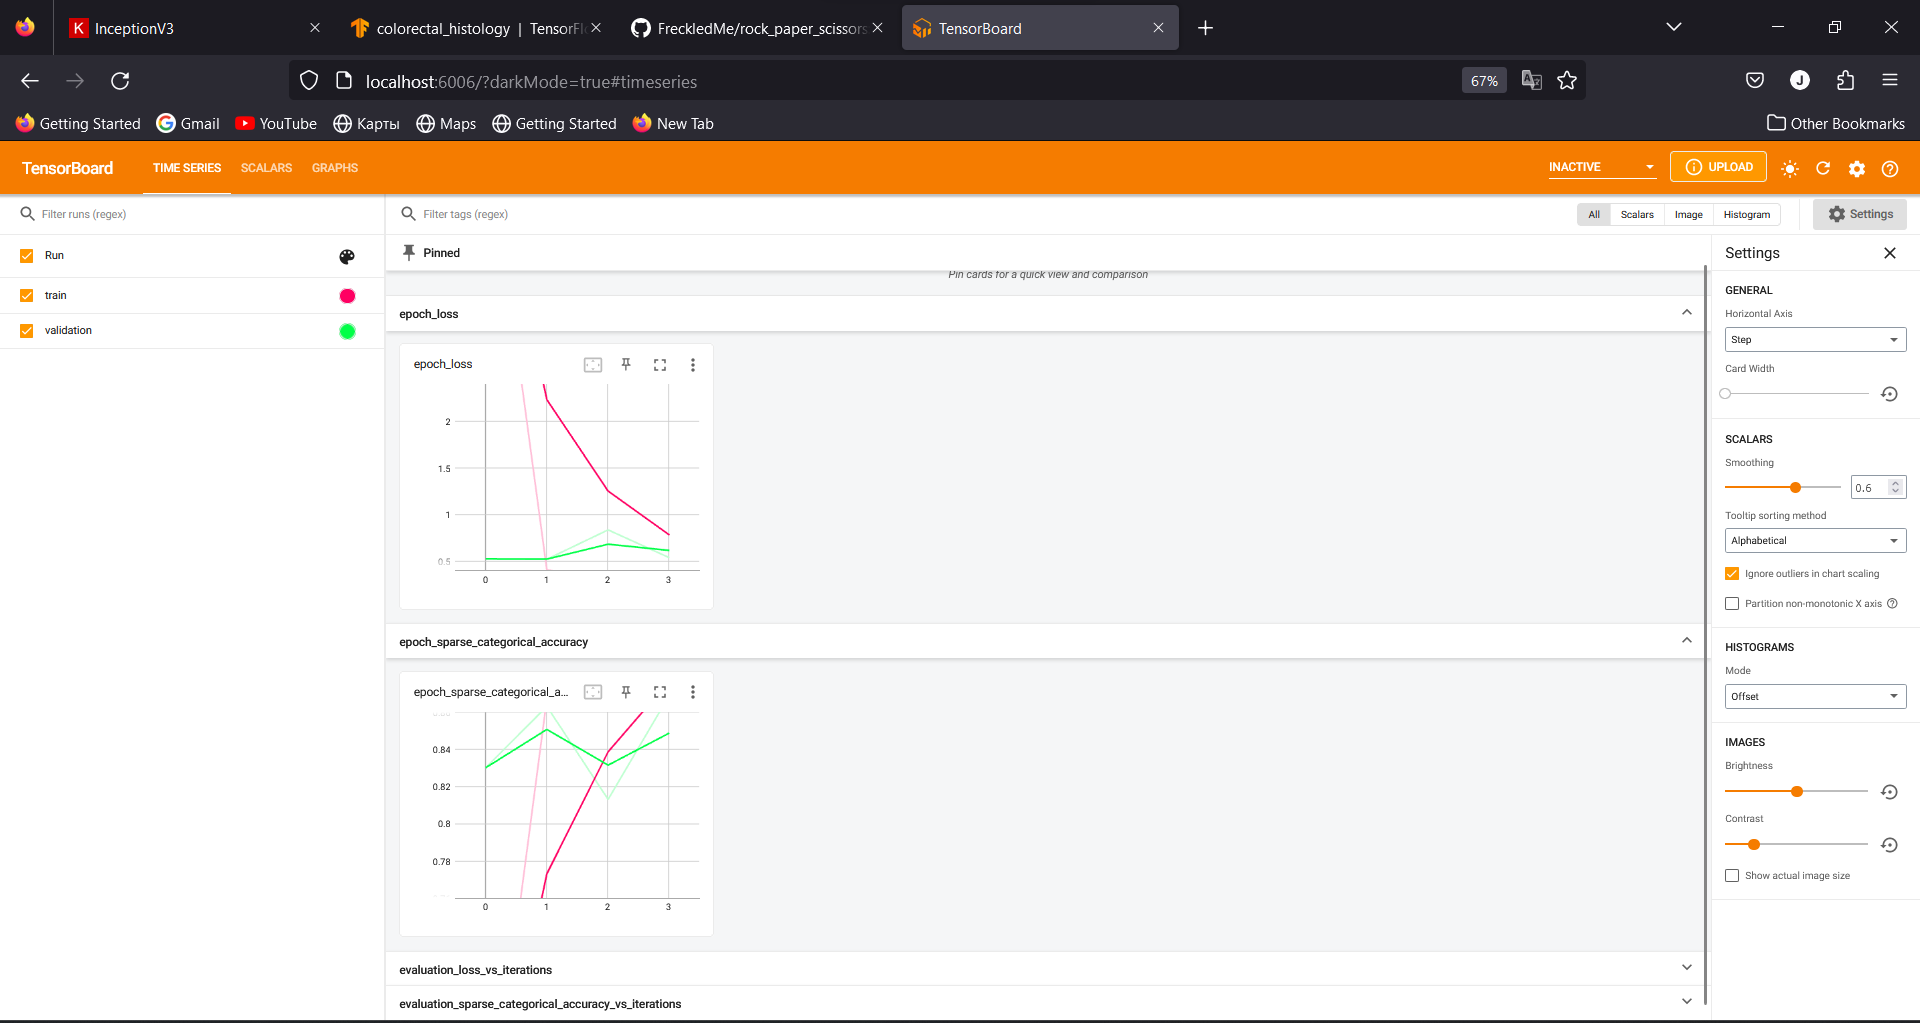 InceptionV3
colorectal_histology | TensorFl
FreckledMe/rock_paper_scissors
TensorBoard
localhost:6006/?darkMode=true#timeseries
67%
J
Getting Started
Gmail
YouTube
Карты
Maps
Getting Started
New Tab
Other Bookmarks
TensorBoard
TIME SERIES
SCALARS
GRAPHS
INACTIVE
UPLOAD
Filter runs (regex)
Filter tags (regex)
All
Scalars
Image
Histogram
Settings
Run
train
validation
Pinned
Pin cards for a quick view and comparison
epoch_loss
epoch_loss
2
1.5
1
0.5
0 1 2 3
epoch_sparse_categorical_accuracy
epoch_sparse_categorical_a...
0.84
0.82
0.8
0.78
0 1 2 3
evaluation_loss_vs_iterations
evaluation_sparse_categorical_accuracy_vs_iterations
Settings
GENERAL
Horizontal Axis
Step
Card Width
SCALARS
Smoothing
0.6
Tooltip sorting method
Alphabetical
Ignore outliers in chart scaling
Partition non-monotonic X axis
HISTOGRAMS
Mode
Offset
IMAGES
Brightness
Contrast
Show actual image size